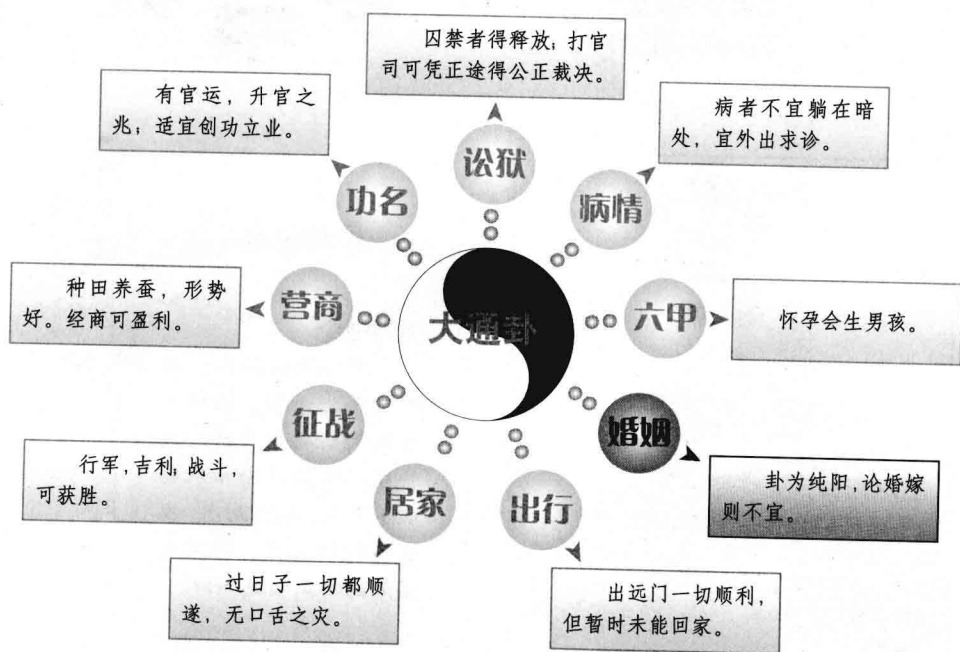 囚禁者得释放；打官
司可凭正途得公正裁决。
讼狱
有官运，升官之
兆；适宜创功立业。
功名
病者不宜躺在暗
处，宜外出求诊。
病情
种田养蚕，形势
好。经商可盈利。
营商
大通卦
六甲
怀孕会生男孩。
征战
行军，吉利；战斗，
可获胜。
婚姻
卦为纯阳，论婚嫁
则不宜。
居家
过日子一切都顺
遂，无口舌之灾。
出行
出远门一切顺利，
但暂时未能回家。